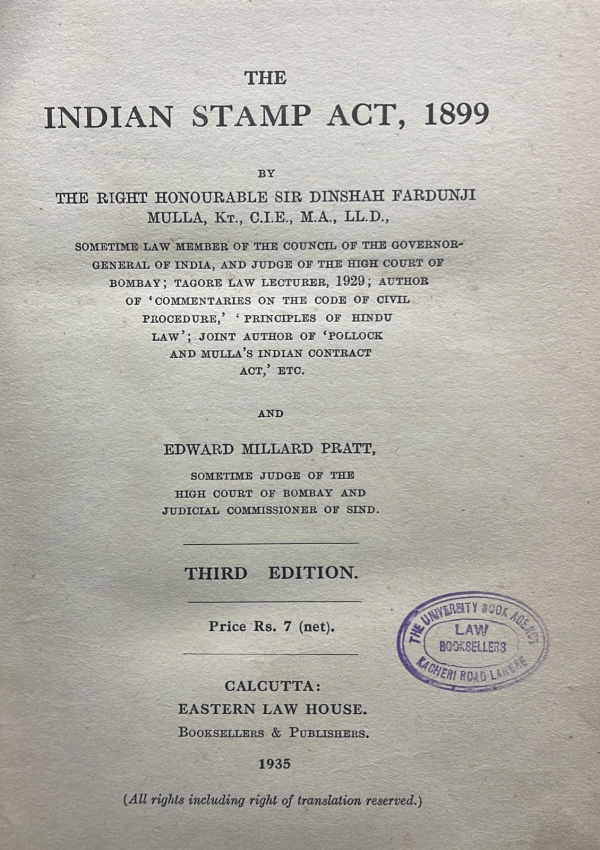 THE
INDIAN STAMP ACT, 1899
BY
THE RIGHT HONOURABLE SIR DINSHAH FARDUNJI
MULLA, KT., C.I.E., M.A., LL.D.,
SOMETIME LAW MEMBER OF THE COUNCIL OF THE GOVERNOR-
GENERAL OF INDIA, AND JUDGE OF THE HIGH COURT OF
BOMBAY; TAGORE LAW LECTURER, 1929; AUTHOR
OF ‘COMMENTARIES ON THE CODE OF CIVIL
PROCEDURE,’ ‘ PRINCIPLES OF HINDU
LAW’; JOINT AUTHOR OF ‘POLLOCK
AND MULLA’S INDIAN CONTRACT
ACT,’ ETC.
AND
EDWARD MILLARD PRATT,
SOMETIME JUDGE OF THE
HIGH COURT OF BOMBAY AND
JUDICIAL COMMISSIONER OF SIND.
THIRD EDITION.
Price Rs. 7 (net).
THE UNIVERSITY BOOK AGENCY
LAW
BOOKSELLERS
KACHERI ROAD LAHORE
CALCUTTA:
EASTERN LAW HOUSE.
BOOKSELLERS & PUBLISHERS.
1935
(All rights including right of translation reserved.)